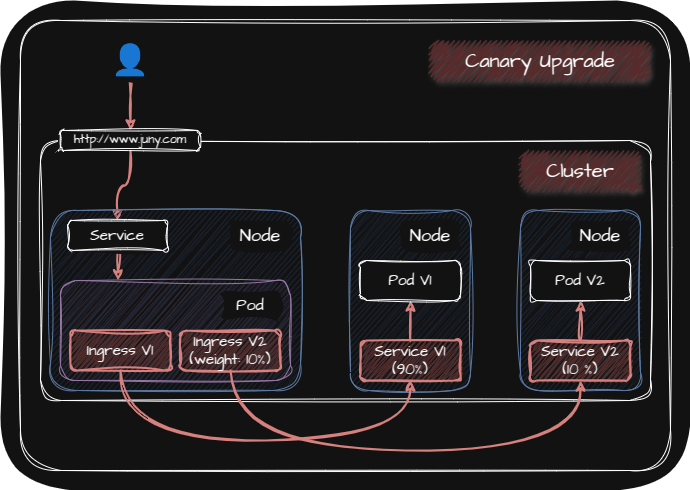 Canary Upgrade
http://www.juny.com
Cluster
Service
Node
Node
Node
Pod
Pod V1
Pod V2
Ingress V1
Ingress V2
(weight: 10%)
Service V1
(90%)
Service V2
(10 %)